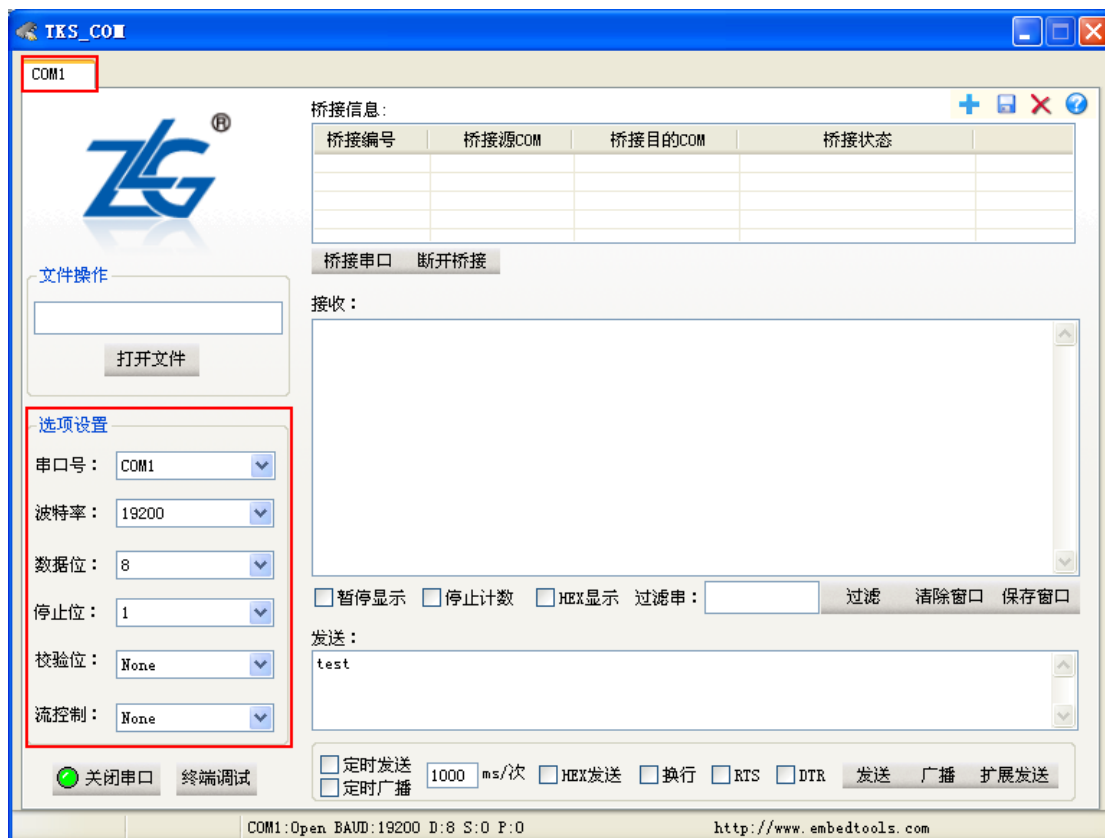 TKS_COM
COM1
ZLG ®
桥接信息:
桥接编号 桥接源COM 桥接目的COM 桥接状态
桥接串口 断开桥接
文件操作
打开文件
接收：
选项设置
串口号： COM1
波特率： 19200
数据位： 8
停止位： 1
校验位： None
流控制： None
关闭串口 终端调试
暂停显示 停止计数 HEX显示 过滤串： 过滤 清除窗口 保存窗口
发送：
test
定时发送
定时广播
1000 ms/次 HEX发送 换行 RTS DTR 发送 广播 扩展发送
COM1:Open BAUD:19200 D:8 S:0 P:0 http://www.embedtools.com